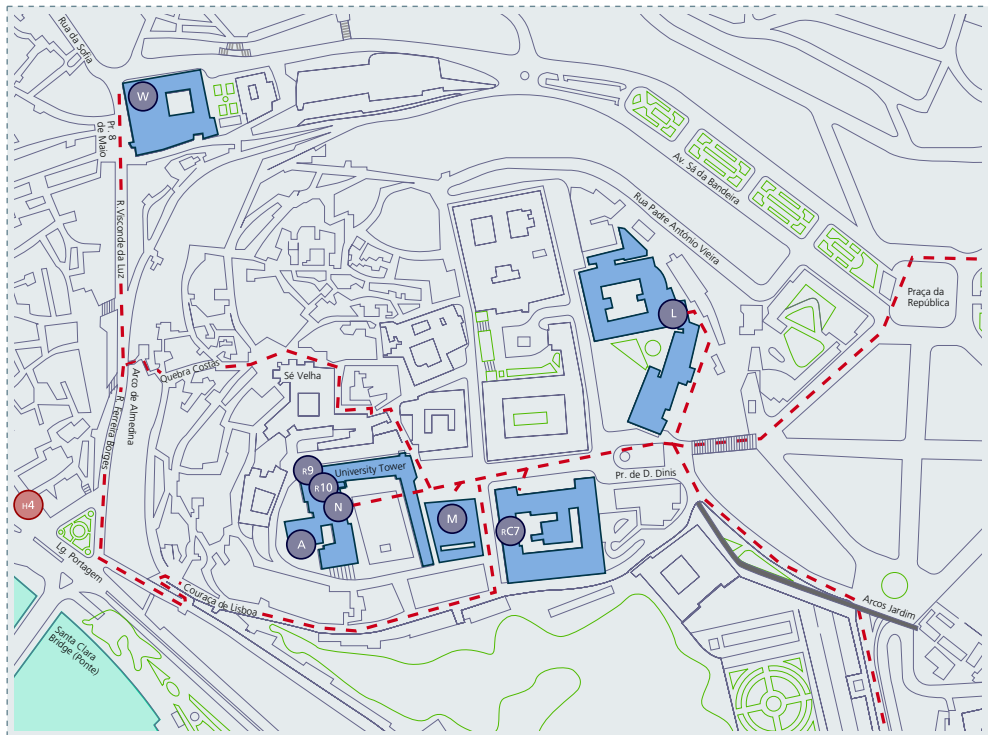 Rua da Sofia
W
Pr. 8
de Maio
R.Visconde da Luz
Av. Sá da Bandeira
Rua Padre António Vieira
Praça da
República
L
Quebra Costas
Sé Velha
Arco de Almedina
R. Ferreira Borges
R9
University Tower
R10
N
Pr. de D. Dinis
H4
M
RC7
A
Lg. Portagem
Couraça de Lisboa
Arcos Jardim
Santa Clara
Bridge (Ponte)